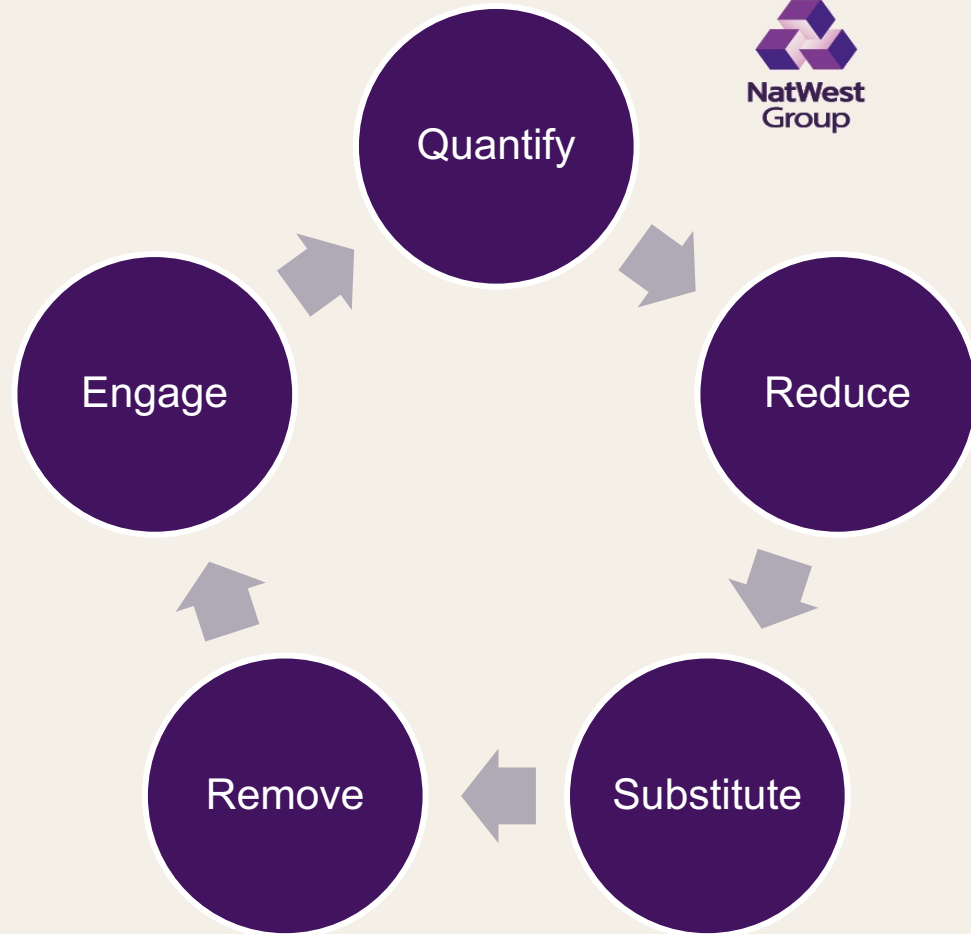 NatWest
Group
Quantify
Engage
Reduce
Remove
Substitute